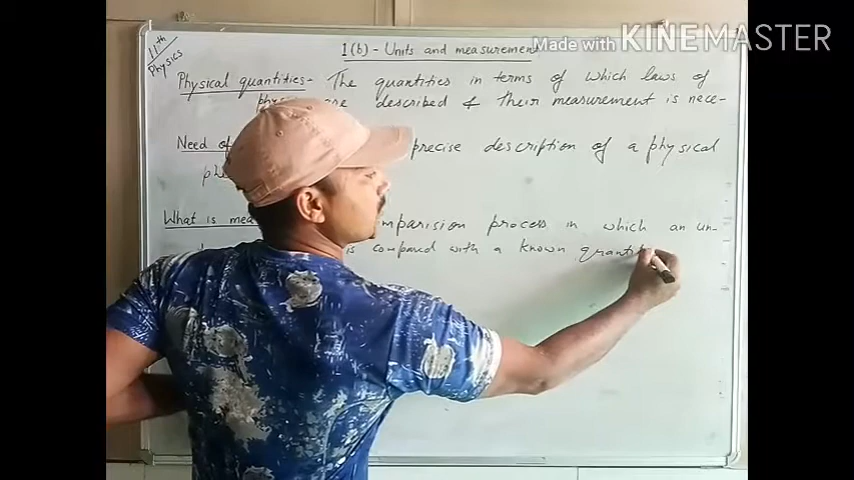 Made with KINEMASTER
11th
Physics
1(b) - Units and measurement
Physical quantities - The quantities in terms of which laws of
are described & their measurement is nece-
Need of precise description of a physical
What is mparision process in which an un-
is compared with a known quanti